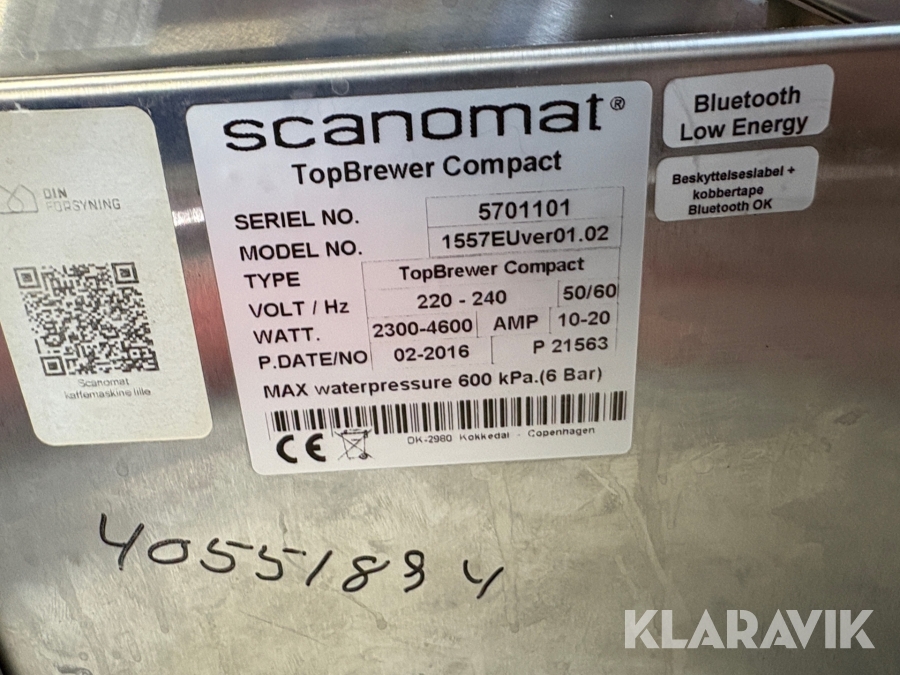 scanomat®
TopBrewer Compact
SERIEL NO. 5701101
MODEL NO. 1557EUver01.02
TYPE TopBrewer Compact
VOLT / Hz 220 - 240 50/60
WATT. 2300-4600 AMP 10-20
P.DATE/NO 02-2016 P 21563
MAX waterpressure 600 kPa.(6 Bar)
CE
DK-2980 Kokkedal - Copenhagen
Bluetooth
Low Energy
Beskyttelseslabel +
kobbertape
Bluetooth OK
DIN
FORSYNING
Scanomat
kaffemaskine lille
40551894
KLARAVIK